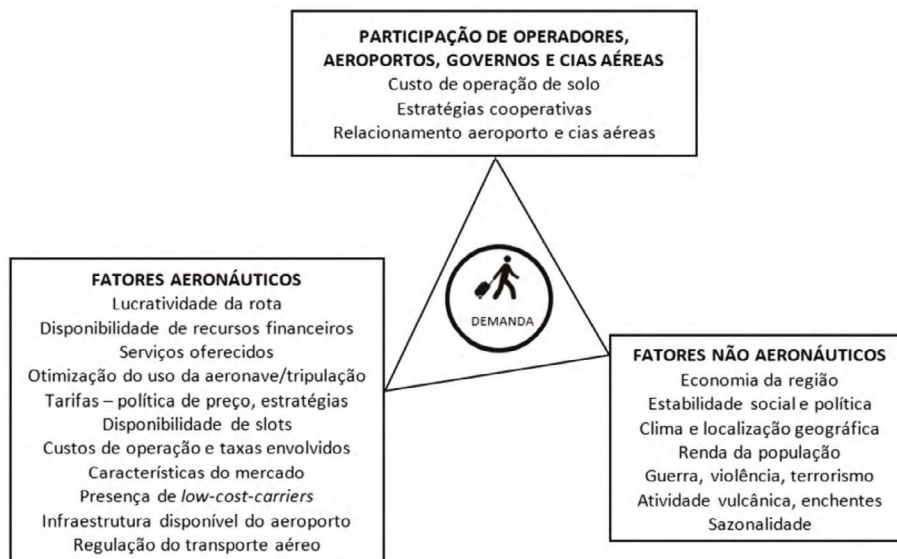 PARTICIPAÇÃO DE OPERADORES,
AEROPORTOS, GOVERNOS E CIAS AÉREAS
Custo de operação de solo
Estratégias cooperativas
Relacionamento aeroporto e cias aéreas
DEMANDA
FATORES AERONÁUTICOS
Lucratividade da rota
Disponibilidade de recursos financeiros
Serviços oferecidos
Otimização do uso da aeronave/tripulação
Tarifas – política de preço, estratégias
Disponibilidade de slots
Custos de operação e taxas envolvidos
Características do mercado
Presença de low-cost-carriers
Infraestrutura disponível do aeroporto
Regulação do transporte aéreo
FATORES NÃO AERONÁUTICOS
Economia da região
Estabilidade social e política
Clima e localização geográfica
Renda da população
Guerra, violência, terrorismo
Atividade vulcânica, enchentes
Sazonalidade